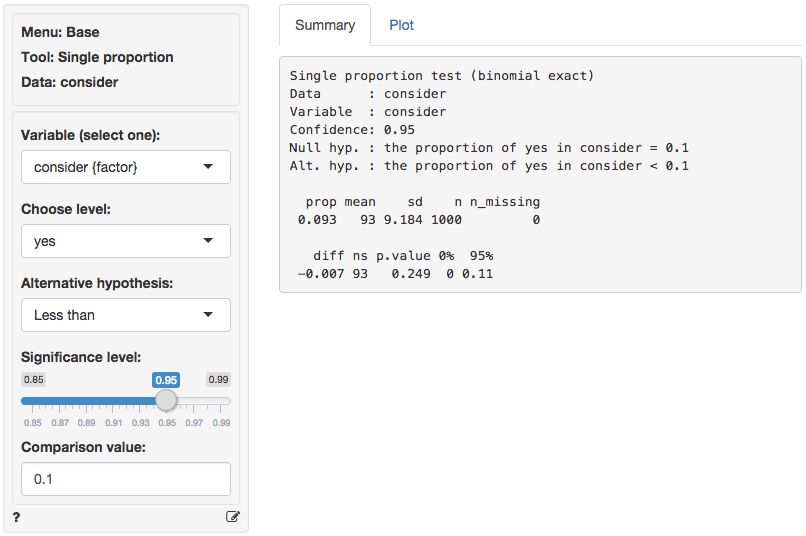 Menu: Base
Tool: Single proportion
Data: consider
Variable (select one):
consider {factor}
Choose level:
yes
Alternative hypothesis:
Less than
Significance level:
0.85 0.95 0.99
0.85 0.87 0.89 0.91 0.93 0.95 0.97 0.99
Comparison value:
0.1
?
Summary Plot
Single proportion test (binomial exact)
Data      : consider
Variable  : consider
Confidence: 0.95
Null hyp. : the proportion of yes in consider = 0.1
Alt. hyp. : the proportion of yes in consider < 0.1
prop mean    sd    n n_missing
0.093   93 9.184 1000         0
diff ns p.value 0%  95%
−0.007 93   0.249  0 0.11